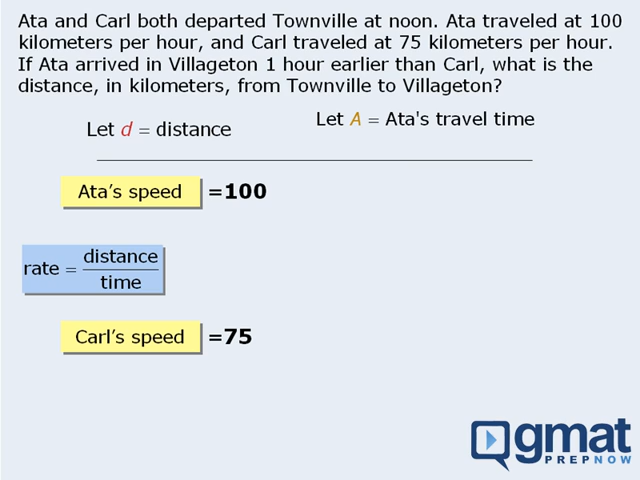 Ata and Carl both departed Townville at noon. Ata traveled at 100
kilometers per hour, and Carl traveled at 75 kilometers per hour.
If Ata arrived in Villageton 1 hour earlier than Carl, what is the
distance, in kilometers, from Townville to Villageton?
Let d = distance
Let A = Ata's travel time
Ata’s speed =100
rate = distance / time
Carl’s speed =75
gmat
PREPNOW